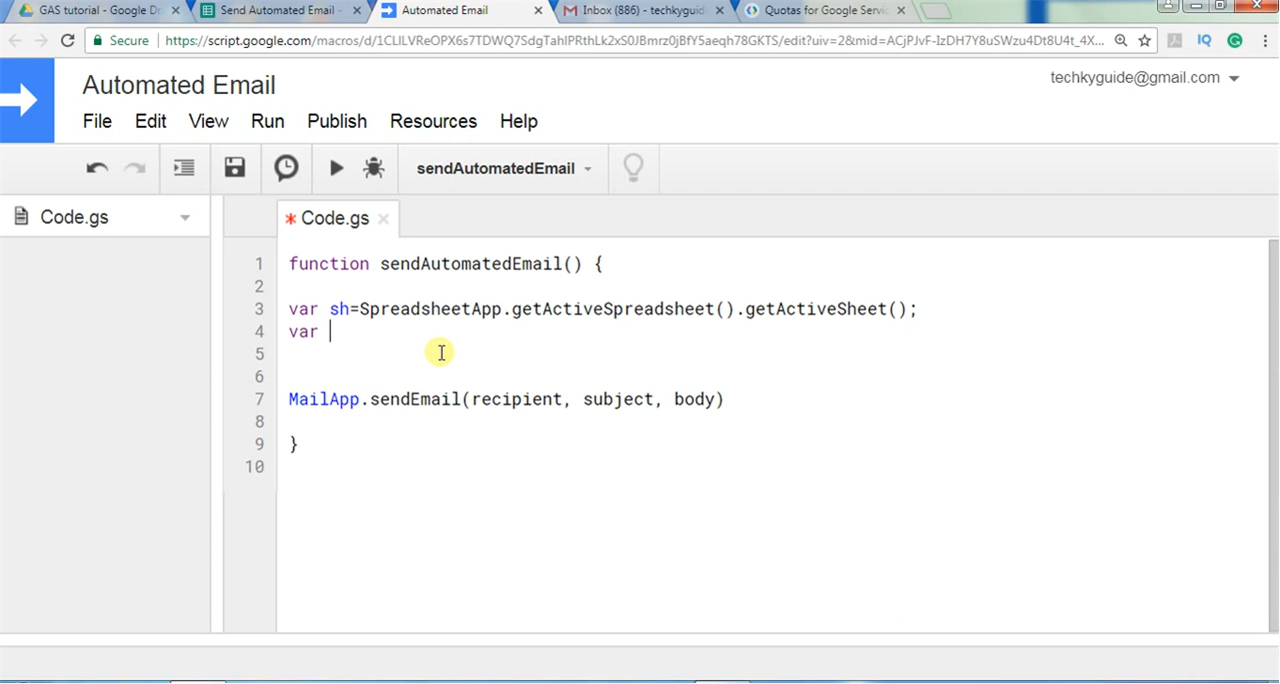 GAS tutorial - Google D
Send Automated Email -
Automated Email
Inbox (886) - techkyguid
Quotas for Google Servi
Secure
https://script.google.com/macros/d/1CLILVReOPX6s7TDWQ7SdgTahlPRthLk2xS0JBmrz0jBfY5aeqh78GKTS/edit?uiv=2&mid=ACjPJvF-IzDH7Y8uSWzu4Dt8U4t_4X...
IQ
G
Automated Email
techkyguide@gmail.com
File Edit View Run Publish Resources Help
sendAutomatedEmail
Code.gs
* Code.gs
1 function sendAutomatedEmail() {
2
3 var sh=SpreadsheetApp.getActiveSpreadsheet().getActiveSheet();
4 var
5
6
7 MailApp.sendEmail(recipient, subject, body)
8
9 }
10